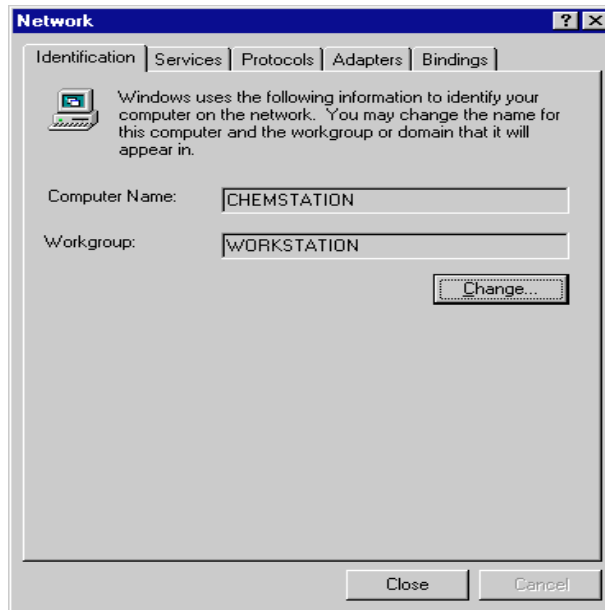 Network
Identification Services Protocols Adapters Bindings
Windows uses the following information to identify your
computer on the network. You may change the name for
this computer and the workgroup or domain that it will
appear in.
Computer Name: CHEMSTATION
Workgroup: WORKSTATION
Change...
Close Cancel